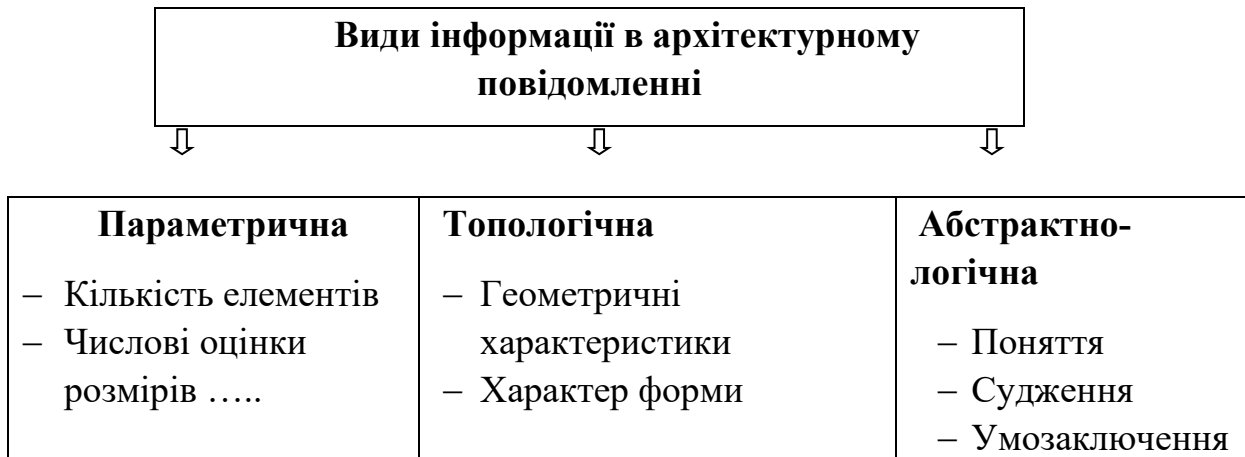 Види інформації в архітектурному
повідомленні
Параметрична
– Кількість елементів
– Числові оцінки
розмірів …..
Топологічна
– Геометричні
характеристики
– Характер форми
Абстрактно-
логічна
– Поняття
– Судження
– Умозаключення